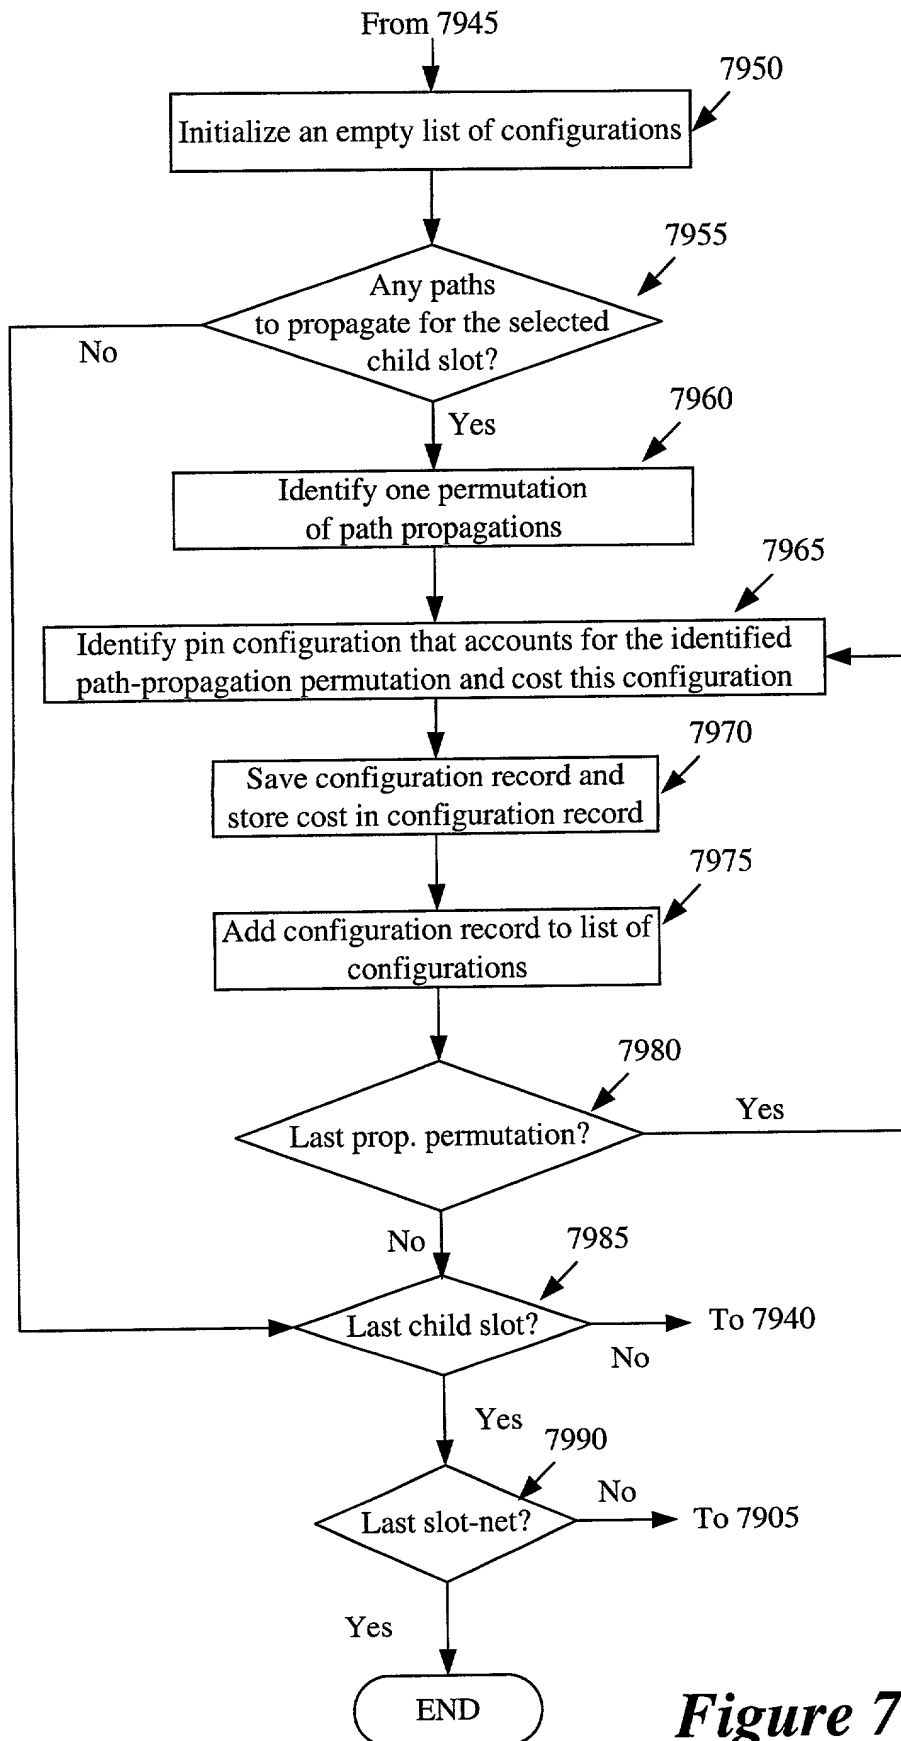 From 7945
7950
Initialize an empty list of configurations
7955
Any paths
to propagate for the selected
child slot?
No
7960
Yes
Identify one permutation
of path propagations
7965
Identify pin configuration that accounts for the identified
path-propagation permutation and cost this configuration
7970
Save configuration record and
store cost in configuration record
7975
Add configuration record to list of
configurations
7980
Yes
Last prop. permutation?
No
7985
Last child slot?
To 7940
No
Yes
7990
No
Last slot-net?
To 7905
Yes
END
Figure 7